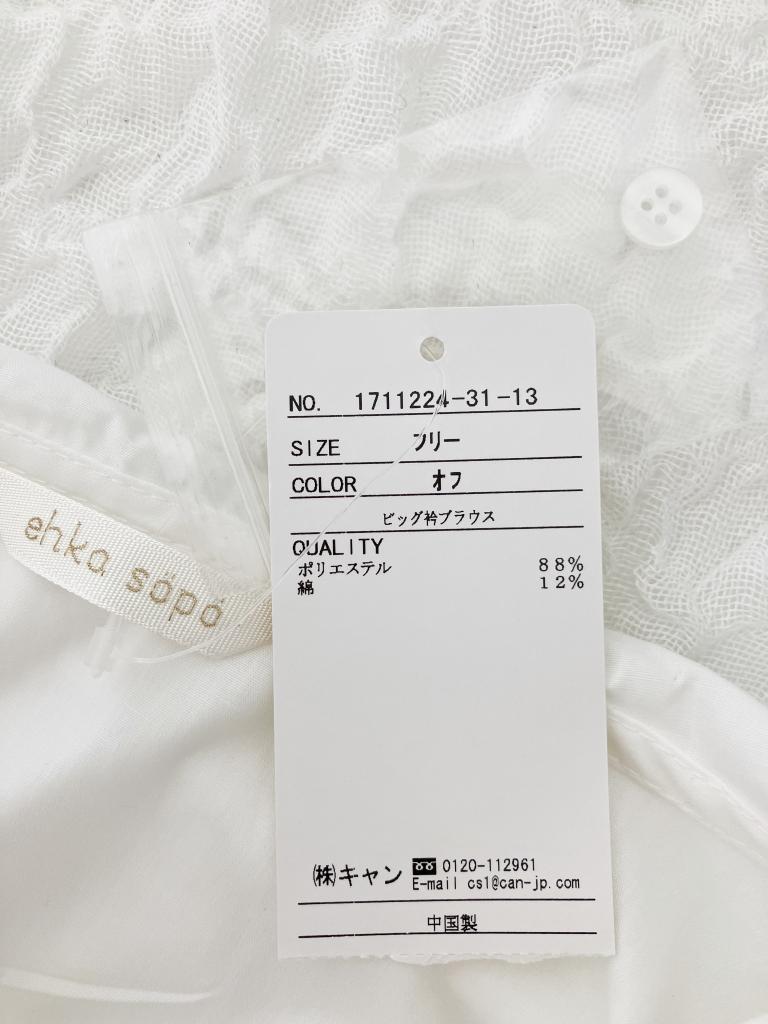 NO. 1711224-31-13
SIZE フリー
COLOR オフ
ビッグ衿ブラウス
QUALITY
ポリエステル 88%
綿 12%
ehka sópó
㈱キャン 0120-112961
E-mail cs1@can-jp.com
中国製